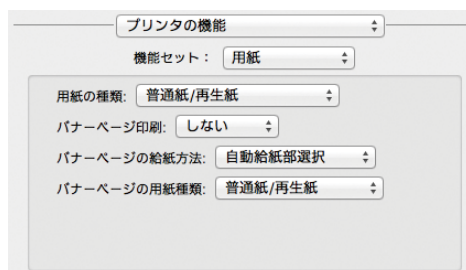 プリンタの機能
機能セット： 用紙
用紙の種類: 普通紙/再生紙
バナーページ印刷: しない
バナーページの給紙方法: 自動給紙部選択
バナーページの用紙種類: 普通紙/再生紙